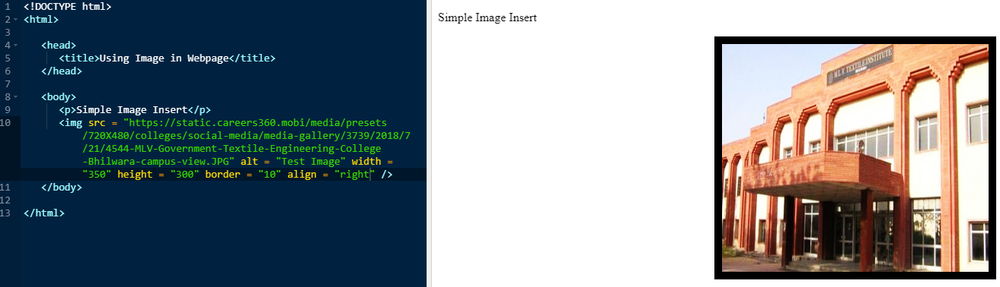 1 <!DOCTYPE html>
2 <html>
3
4 <head>
5 <title>Using Image in Webpage</title>
6 </head>
7
8 <body>
9 <p>Simple Image Insert</p>
10 <img src = "https://static.careers360.mobi/media/presets
/720X480/colleges/social-media/media-gallery/3739/2018/7
/21/4544-MLV-Government-Textile-Engineering-College
-Bhilwara-campus-view.JPG" alt = "Test Image" width =
"350" height = "300" border = "10" align = "right" />
11 </body>
12
13 </html>
Simple Image Insert
M.L.V. TEXTILE INSTITUTE